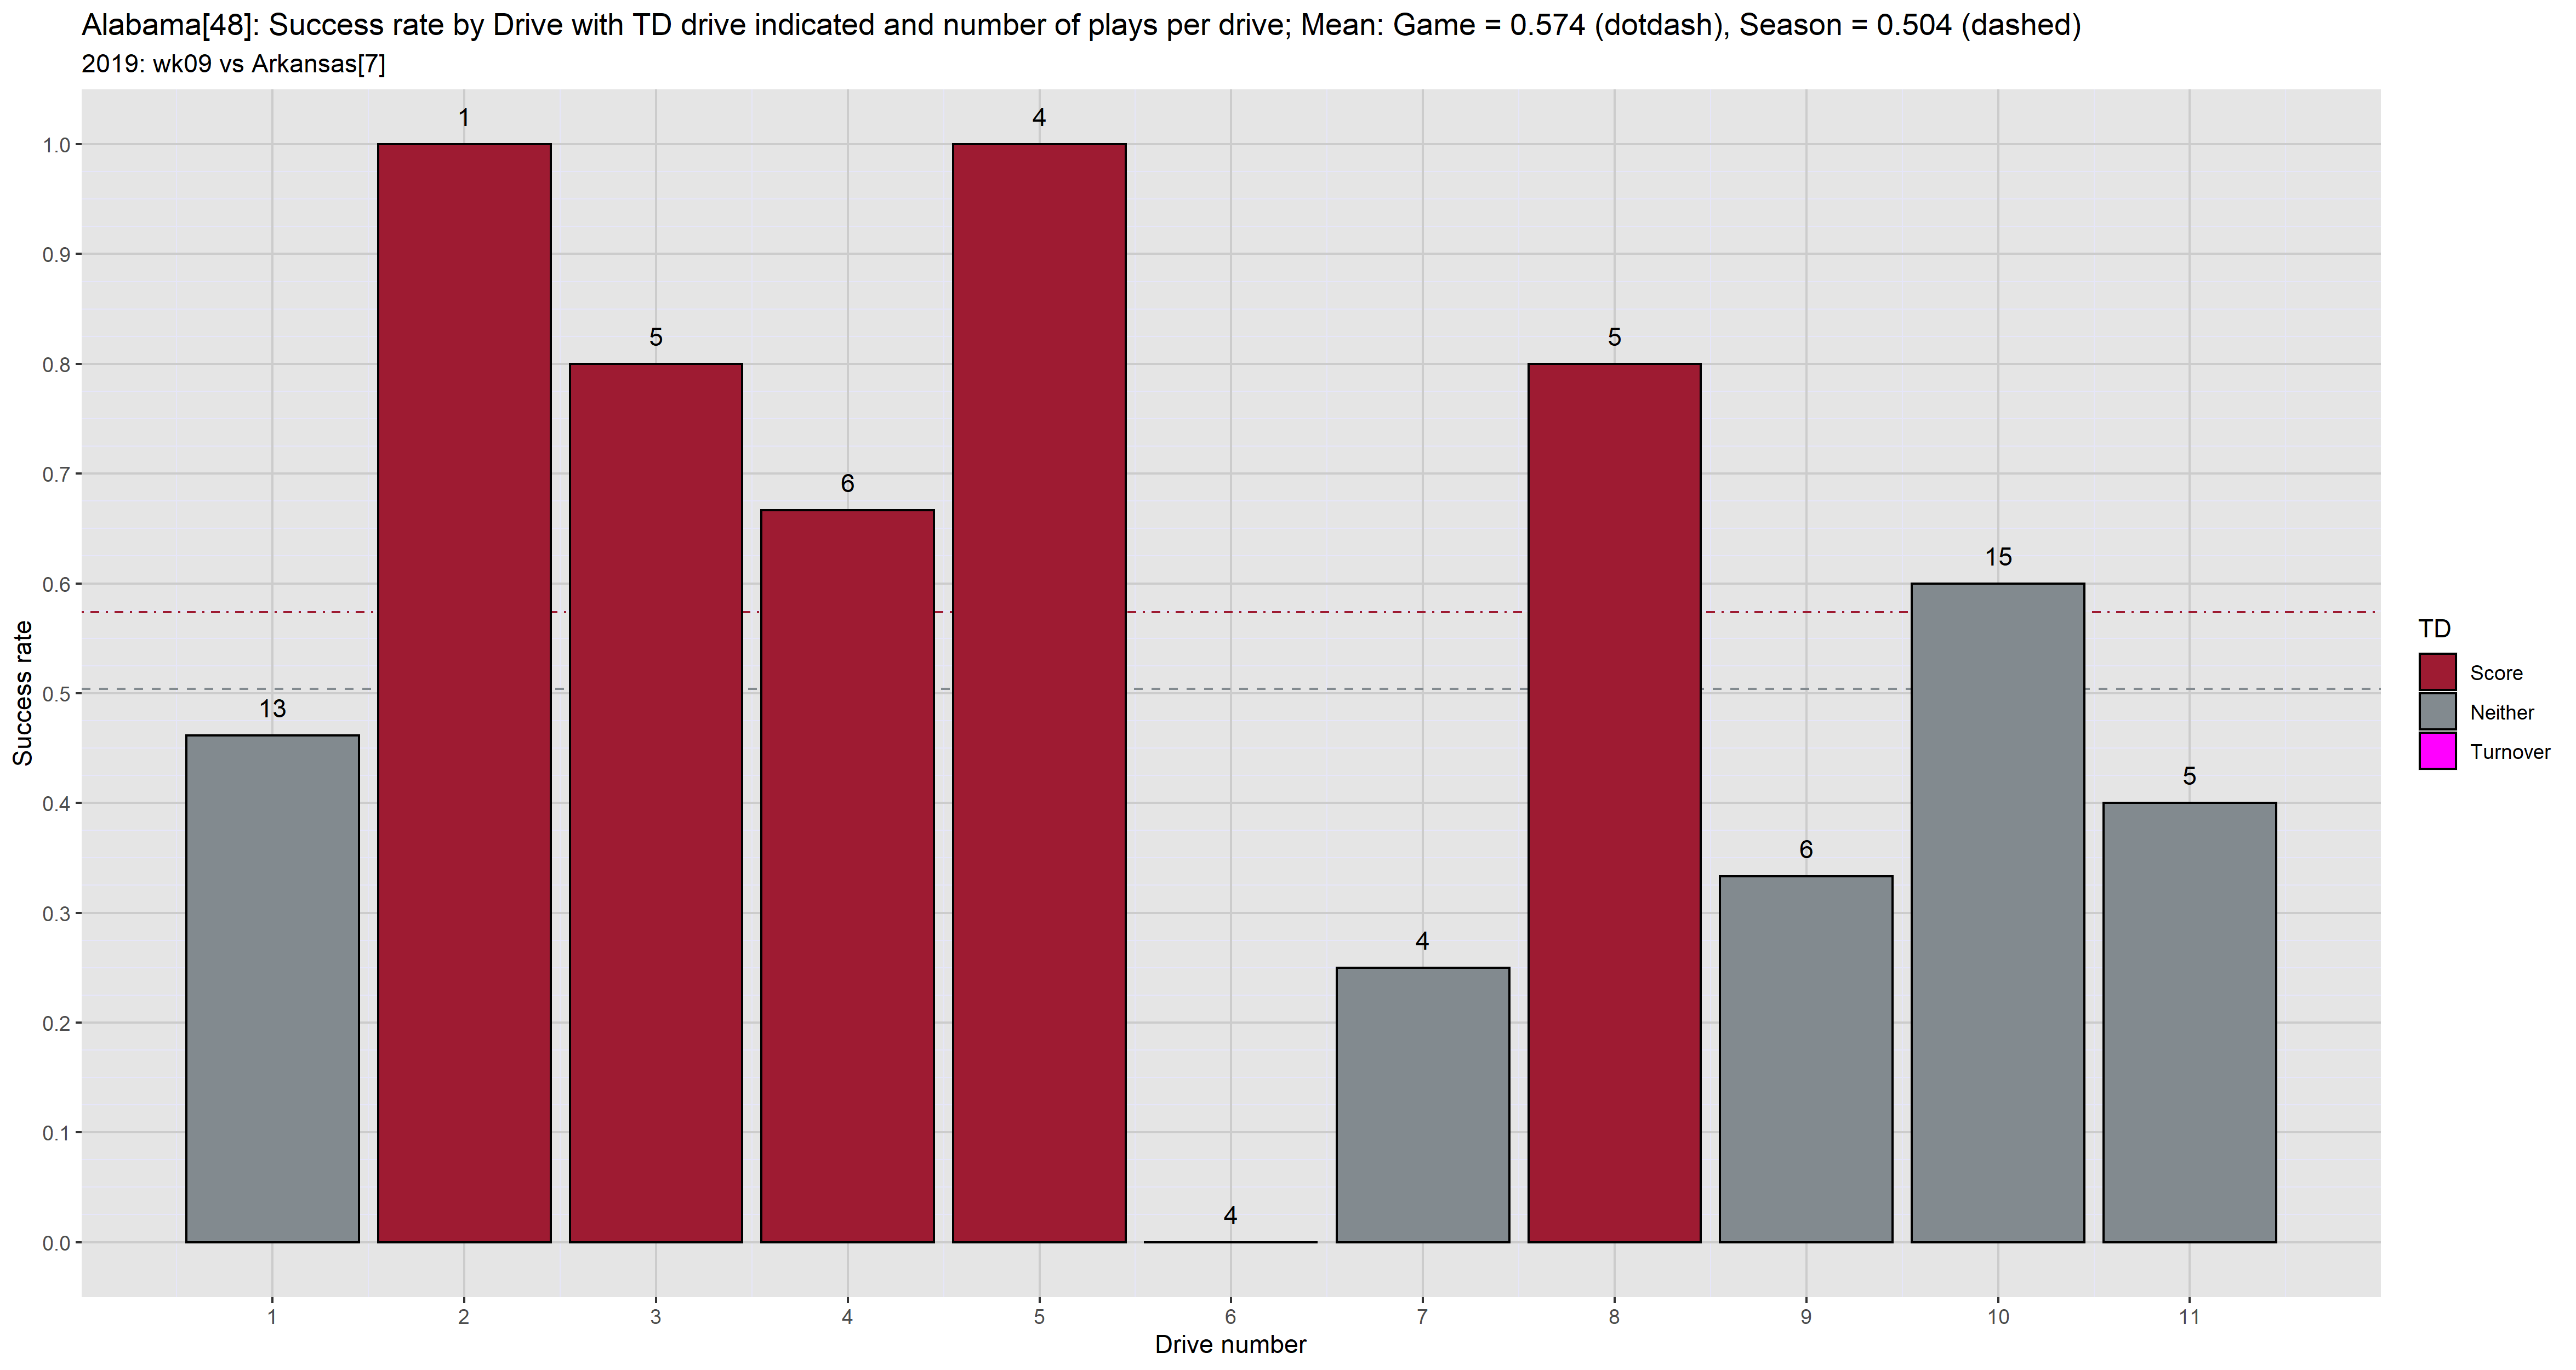 Alabama[48]: Success rate by Drive with TD drive indicated and number of plays per drive; Mean: Game = 0.574 (dotdash), Season = 0.504 (dashed)
2019: wk09 vs Arkansas[7]
Success rate
1.0
0.9
0.8
0.7
0.6
0.5
0.4
0.3
0.2
0.1
0.0
13
1
5
6
4
4
4
5
6
15
5
1 2 3 4 5 6 7 8 9 10 11
Drive number
TD
Score
Neither
Turnover